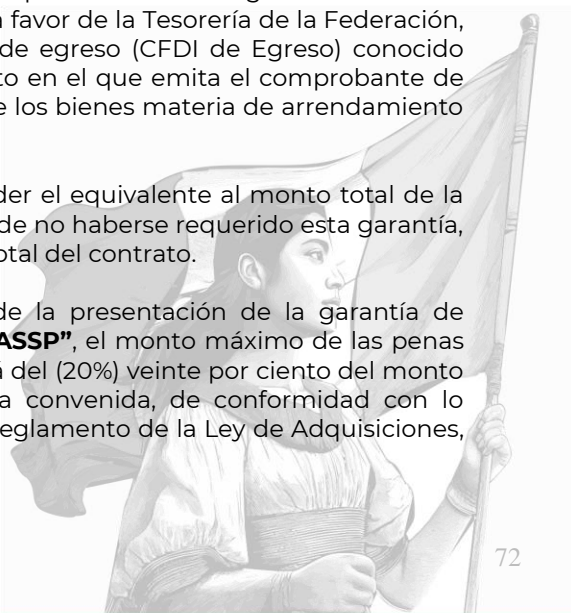 a favor de la Tesorería de la Federación,
de egreso (CFDI de Egreso) conocido
to en el que emita el comprobante de
e los bienes materia de arrendamiento
der el equivalente al monto total de la
de no haberse requerido esta garantía,
otal del contrato.
de la presentación de la garantía de
ASSP”, el monto máximo de las penas
á del (20%) veinte por ciento del monto
a convenida, de conformidad con lo
eglamento de la Ley de Adquisiciones,
72